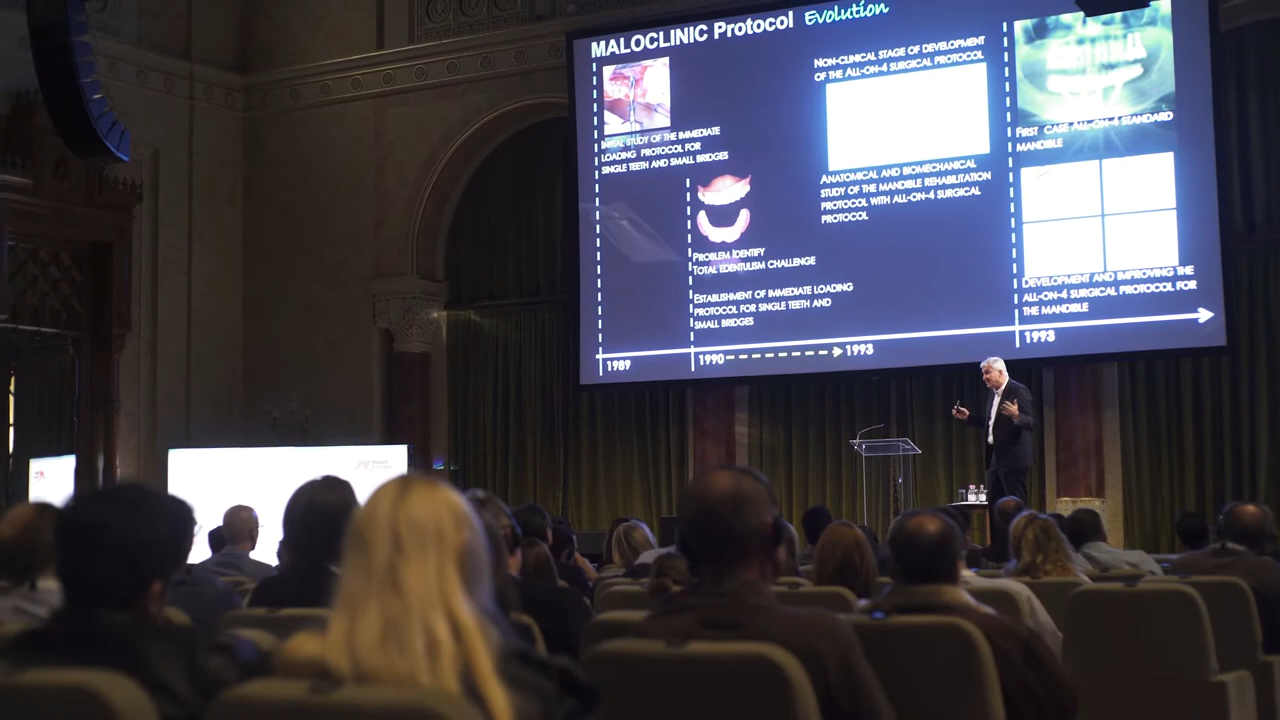 MALOCLINIC Protocol Evolution
INITIAL STUDY OF THE IMMEDIATE
LOADING PROTOCOL FOR
SINGLE TEETH AND SMALL BRIDGES
PROBLEM IDENTIFY
TOTAL EDENTULISM CHALLENGE
ESTABLISHMENT OF IMMEDIATE LOADING
PROTOCOL FOR SINGLE TEETH AND
SMALL BRIDGES
NON-CLINICAL STAGE OF DEVELOPMENT
OF THE ALL-ON-4 SURGICAL PROTOCOL
ANATOMICAL AND BIOMECHANICAL
STUDY OF THE MANDIBLE REHABILITATION
PROTOCOL WITH ALL-ON-4 SURGICAL
PROTOCOL
FIRST CASE ALL-ON-4 STANDARD
MANDIBLE
DEVELOPMENT AND IMPROVING THE
ALL-ON-4 SURGICAL PROTOCOL FOR
THE MANDIBLE
1989
1990
1993
1993